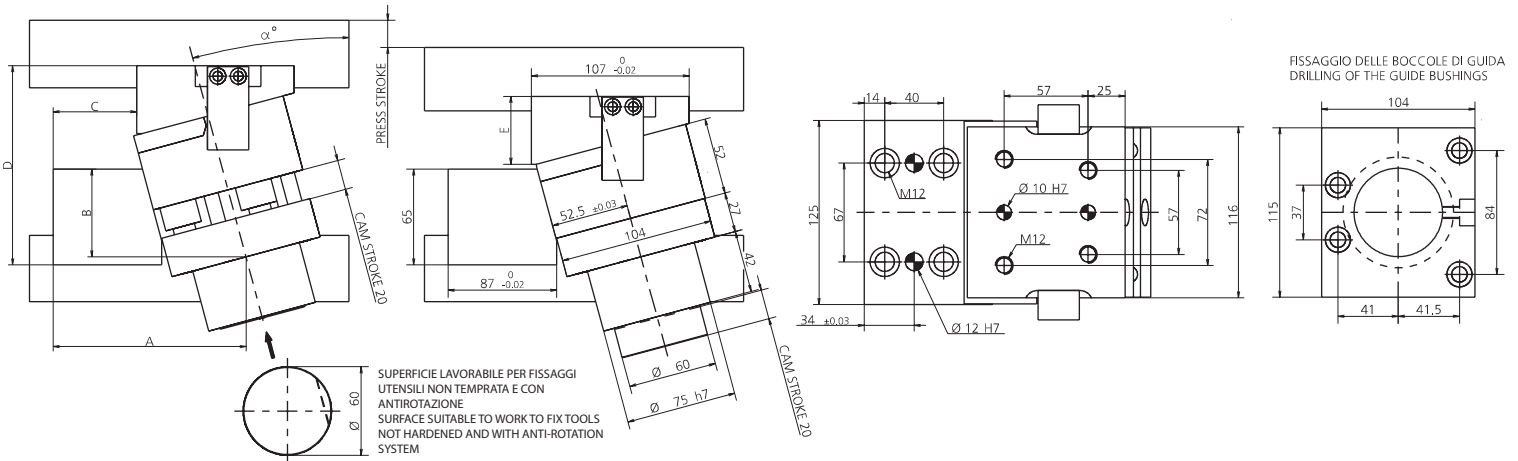 α°
PRESS STROKE
C
D
B
A
CAM STROKE 20
Ø 60
SUPERFICIE LAVORABILE PER FISSAGGI
UTENSILI NON TEMPRATA E CON
ANTIROTAZIONE
SURFACE SUITABLE TO WORK TO FIX TOOLS
NOT HARDENED AND WITH ANTI-ROTATION
SYSTEM
107 0 -0.02
E
65
87 0 -0.02
52.5 ±0.03
104
52
27
42
Ø 60
Ø 75 h7
CAM STROKE 20
14
40
57
25
125
67
M12
Ø 10 H7
M12
57
72
116
34 ±0.03
Ø 12 H7
FISSAGGIO DELLE BOCCOLE DI GUIDA
DRILLING OF THE GUIDE BUSHINGS
104
115
37
84
41
41,5